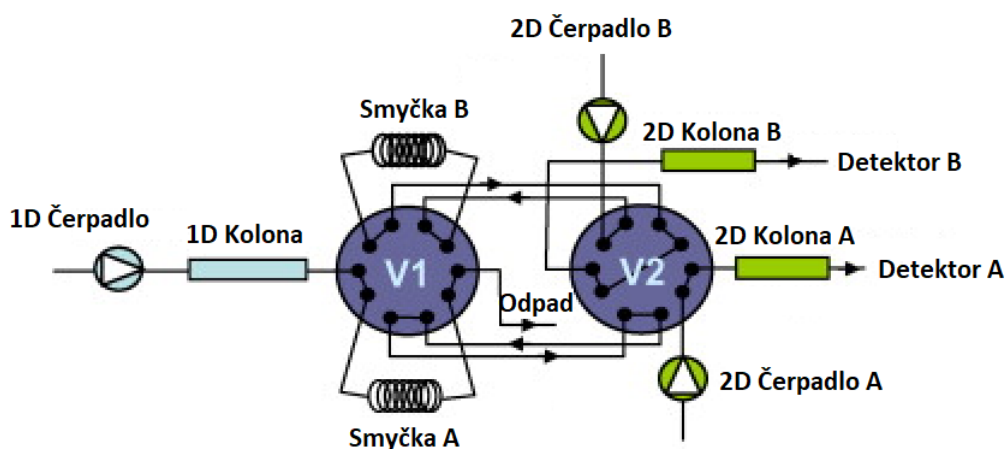 2D Čerpadlo B
Smyčka B
2D Kolona B
Detektor B
1D Čerpadlo
1D Kolona
2D Kolona A
V1
V2
Detektor A
Odpad
2D Čerpadlo A
Smyčka A